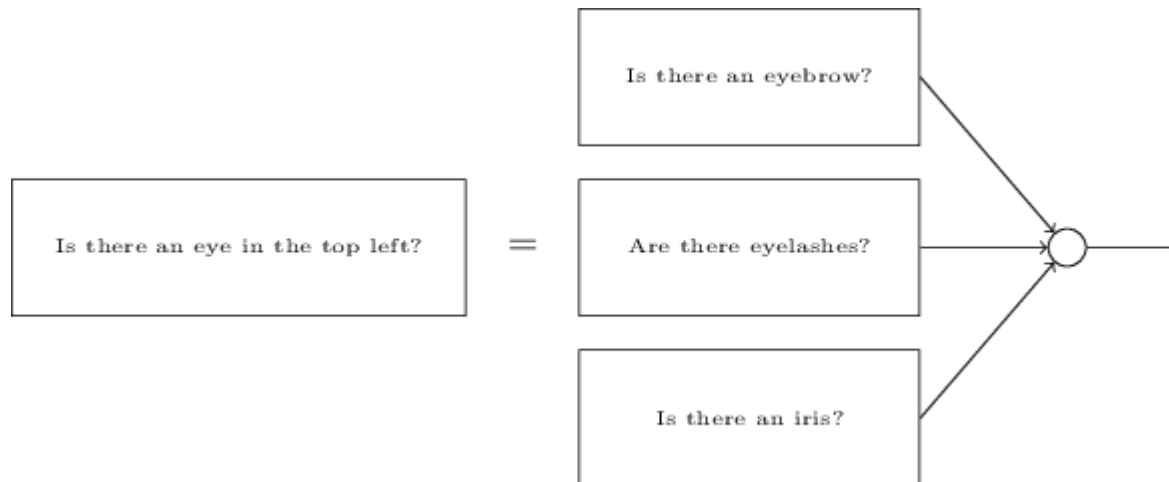 Is there an eyebrow?
Is there an eye in the top left?
=
Are there eyelashes?
Is there an iris?